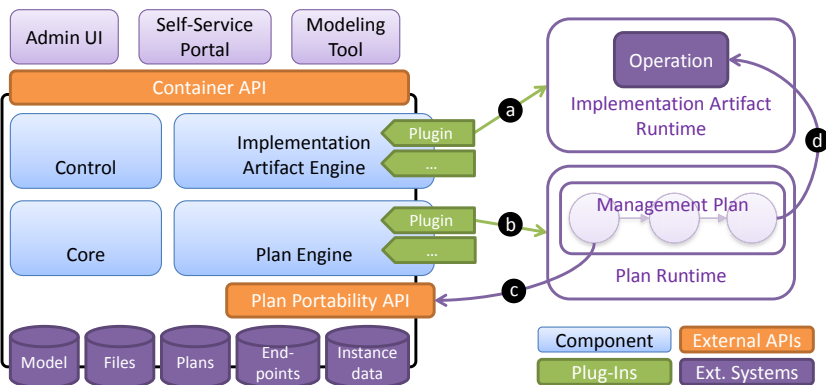 Admin UI
Self-Service
Portal
Modeling
Tool
Container API
Control
Implementation
Artifact Engine
Plugin
...
Core
Plan Engine
Plugin
...
Plan Portability API
Model
Files
Plans
End-
points
Instance
data
a
b
c
d
Operation
Implementation Artifact
Runtime
Management Plan
Plan Runtime
Component
External APIs
Plug-Ins
Ext. Systems